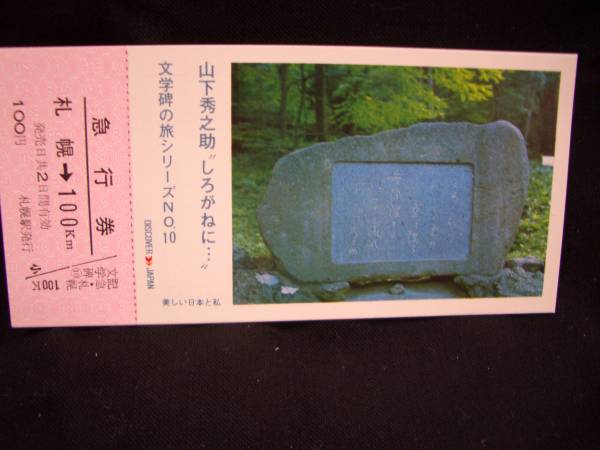 山下秀之助“しろがねに…”
文学碑の旅シリーズNO.10
DISCOVER JAPAN
美しい日本と私
急行券
札幌→100Km
発売日共2日間有効
100円 札幌駅発行
小
181